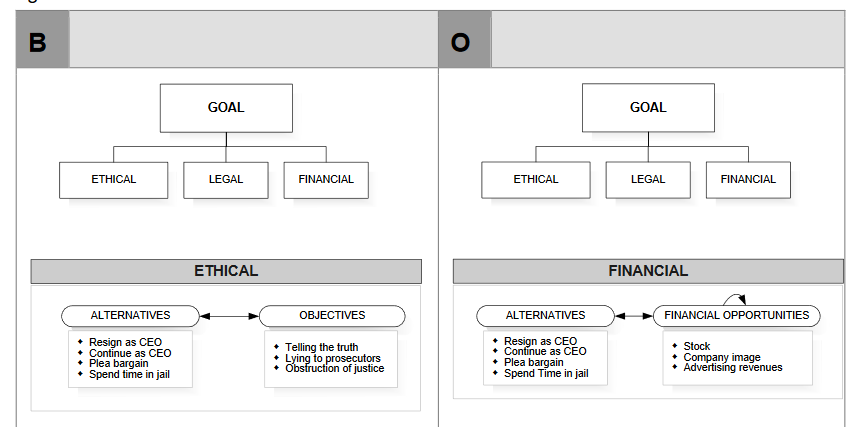 B
GOAL
ETHICAL LEGAL FINANCIAL
ETHICAL
ALTERNATIVES OBJECTIVES
Resign as CEO
Continue as CEO
Plea bargain
Spend time in jail
Telling the truth
Lying to prosecutors
Obstruction of justice
O
GOAL
ETHICAL LEGAL FINANCIAL
FINANCIAL
ALTERNATIVES FINANCIAL OPPORTUNITIES
Resign as CEO
Continue as CEO
Plea bargain
Spend Time in jail
Stock
Company image
Advertising revenues